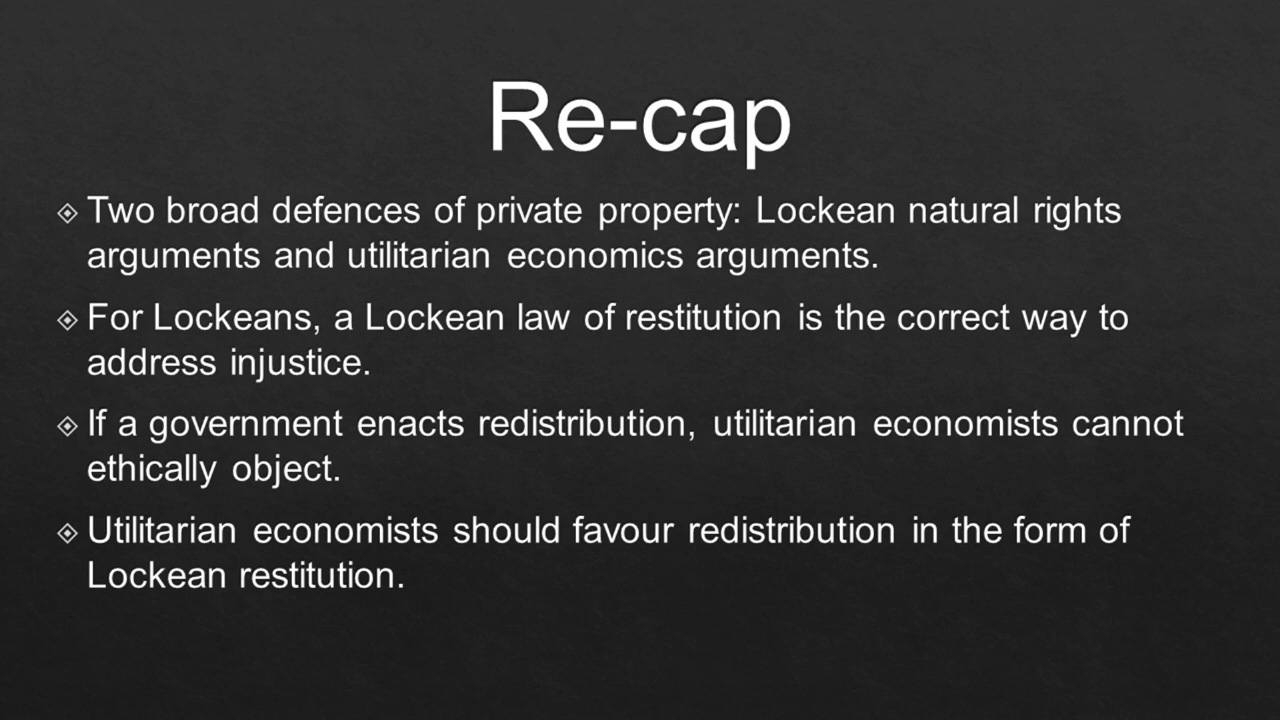 Re-cap
Two broad defences of private property: Lockean natural rights
arguments and utilitarian economics arguments.
For Lockeans, a Lockean law of restitution is the correct way to
address injustice.
If a government enacts redistribution, utilitarian economists cannot
ethically object.
Utilitarian economists should favour redistribution in the form of
Lockean restitution.